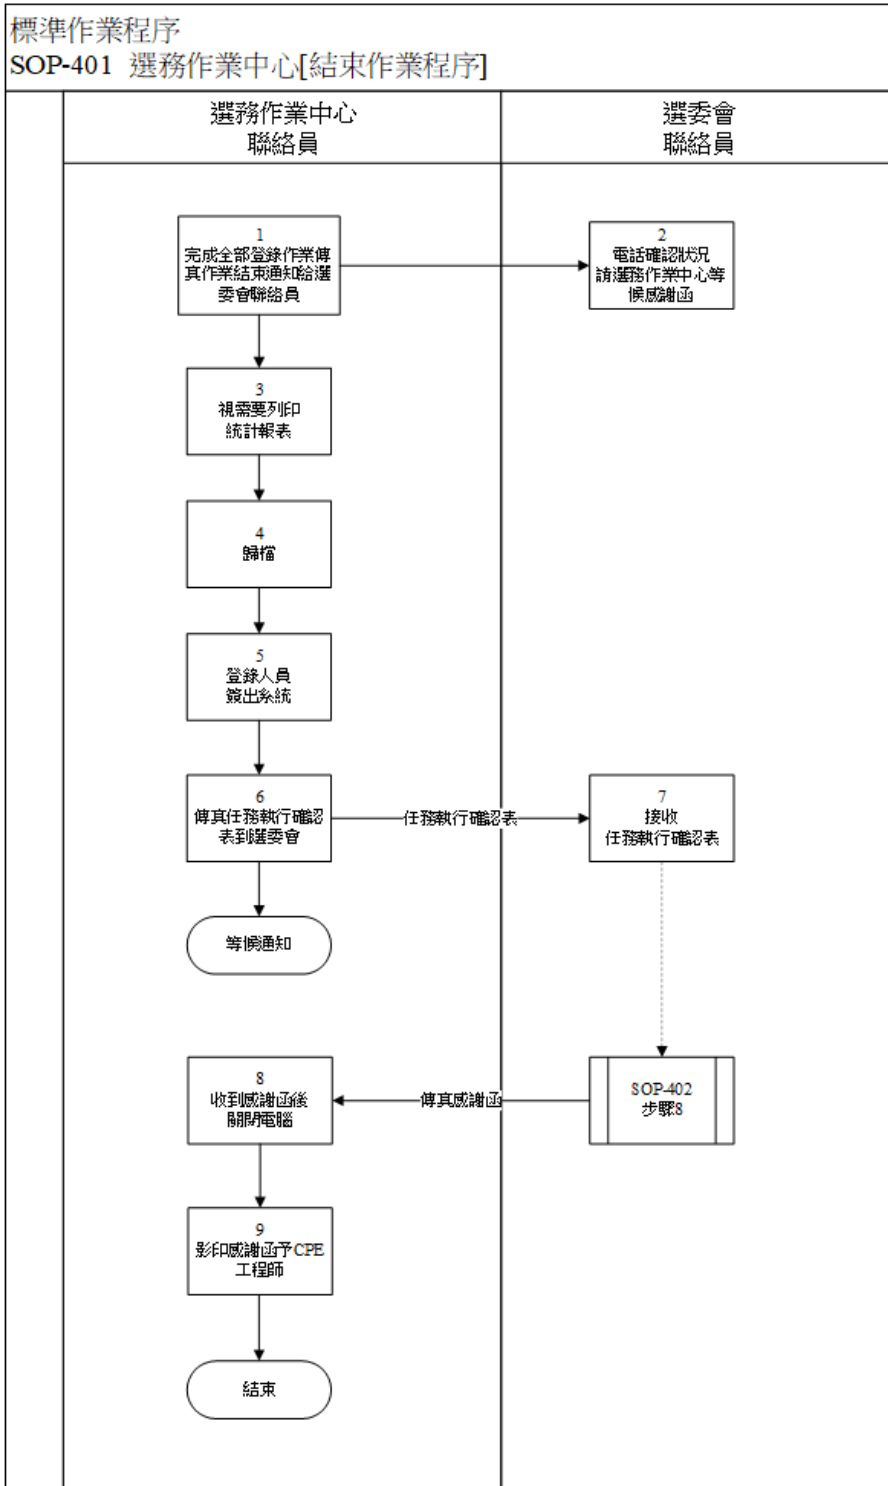 標準作業程序
SOP-401 選務作業中心[結束作業程序]
選務作業中心
聯絡員
選委會
聯絡員
1
完成全部登錄作業傳
真作業結束通知給選
委會聯絡員
2
電話確認狀況
請選務作業中心等
候感謝函
3
視需要列印
統計報表
4
歸檔
5
登錄人員
簽出系統
6
傳真任務執行確認
表到選委會
任務執行確認表
7
接收
任務執行確認表
等候通知
8
收到感謝函後
關閉電腦
傳真感謝函
SOP-402
步驟8
9
影印感謝函予CPE
工程師
結束